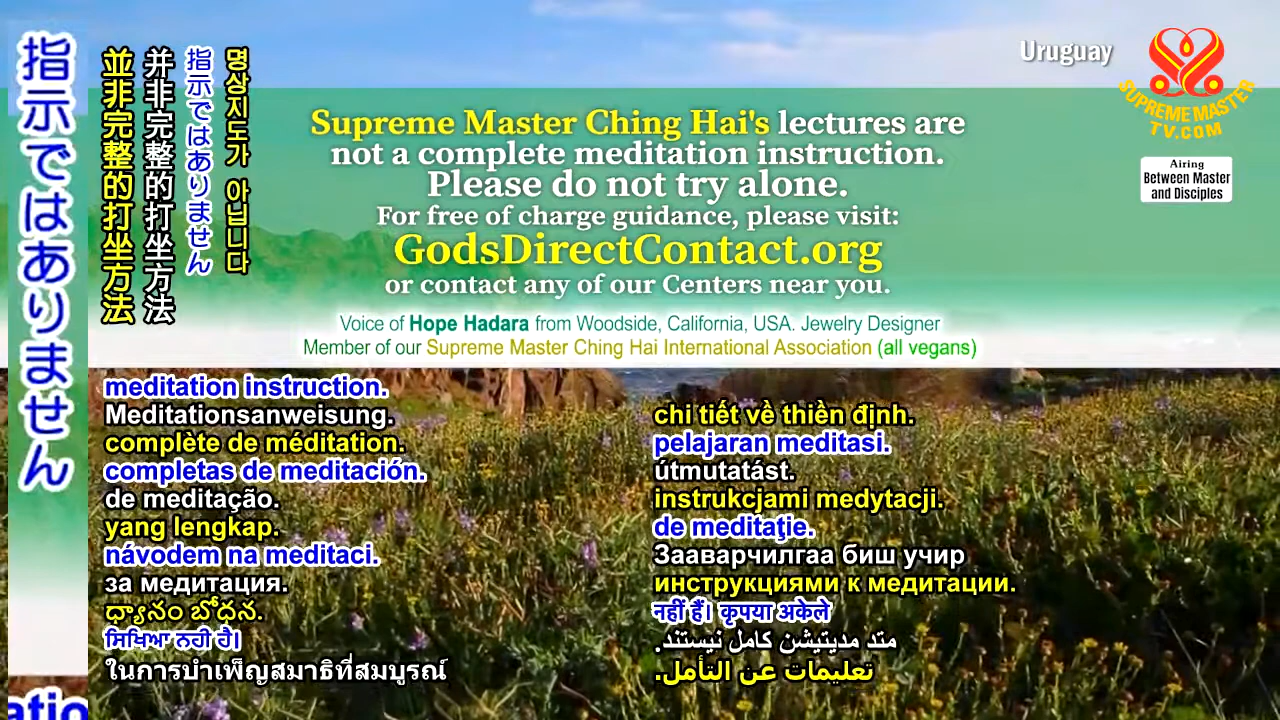 指示ではありません
並非完整的打坐方法
并非完整的打坐方法
指示ではありません
명상지도가 아닙니다
Uruguay
SUPREME MASTER
TV.COM
Airing
Between Master
and Disciples
Supreme Master Ching Hai's lectures are
not a complete meditation instruction.
Please do not try alone.
For free of charge guidance, please visit:
GodsDirectContact.org
or contact any of our Centers near you.
Voice of Hope Hadara from Woodside, California, USA. Jewelry Designer
Member of our Supreme Master Ching Hai International Association (all vegans)
meditation instruction.
Meditationsanweisung.
complète de méditation.
completas de meditación.
de meditação.
yang lengkap.
návodem na meditaci.
за медитация.
ధ్యానం బోధన.
ਸਿਖਿਆ ਨਹੀ ਹੈ।
ในการบำเพ็ญสมาธิที่สมบูรณ์
chi tiết về thiền định.
pelajaran meditasi.
útmutatást.
instrukcjami medytacji.
de meditaţie.
Зааварчилгаа биш учир
инструкциями к медитации.
नहीं हैं। कृपया अकेले
متد مدیتیشن کامل نیستند.
تعليمات عن التأمل.
atio